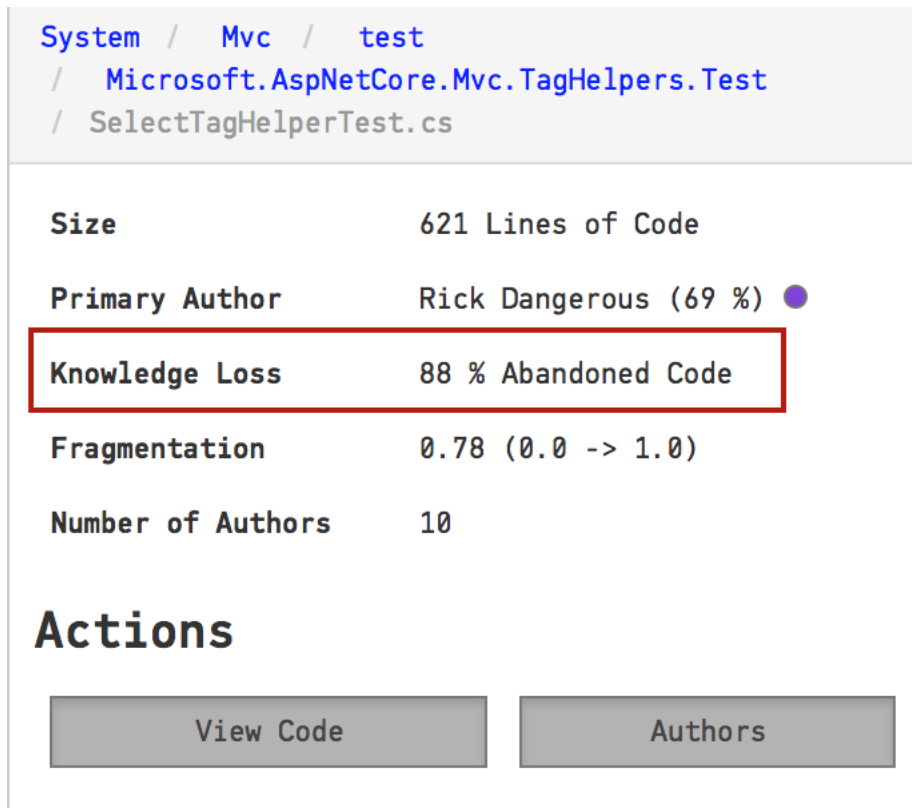 System / Mvc / test
/ Microsoft.AspNetCore.Mvc.TagHelpers.Test
/ SelectTagHelperTest.cs
Size 621 Lines of Code
Primary Author Rick Dangerous (69 %)
Knowledge Loss 88 % Abandoned Code
Fragmentation 0.78 (0.0 -> 1.0)
Number of Authors 10
Actions
View Code Authors